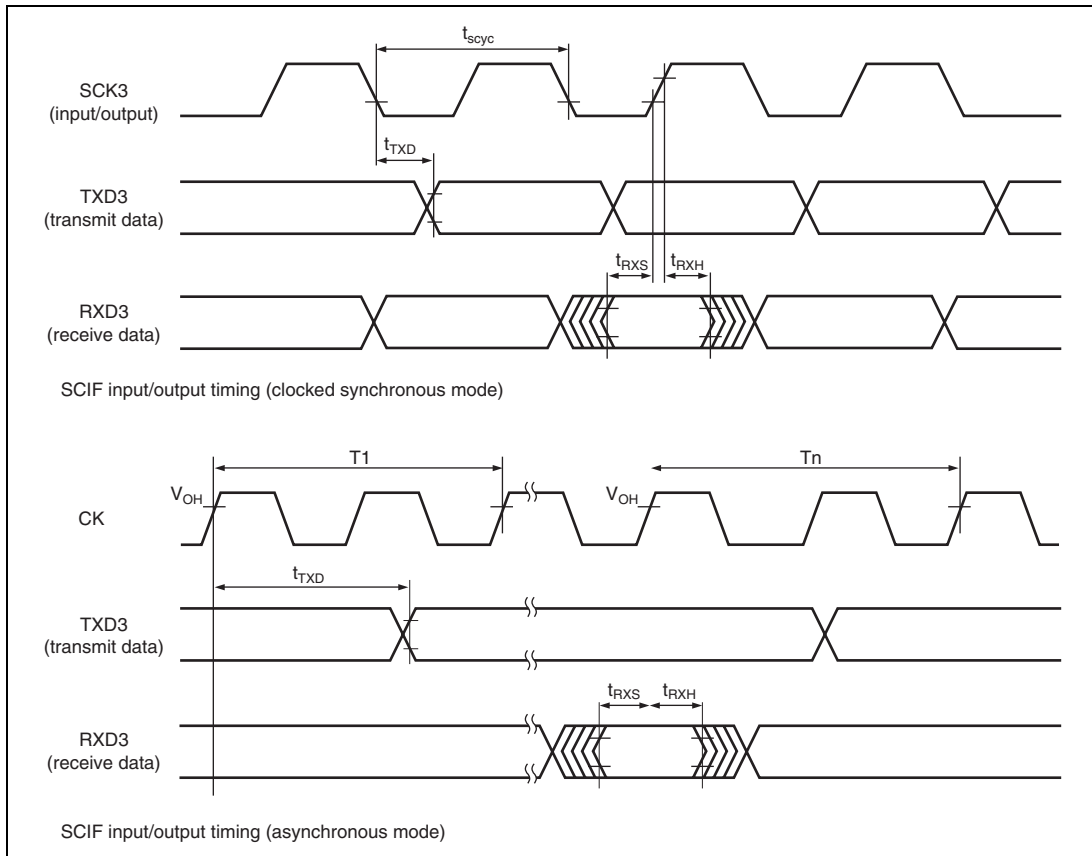 tscyc
SCK3
(input/output)
tTXD
TXD3
(transmit data)
tRXS tRXH
RXD3
(receive data)
SCIF input/output timing (clocked synchronous mode)
T1 Tn
VOH VOH
CK
tTXD
TXD3
(transmit data)
tRXS tRXH
RXD3
(receive data)
SCIF input/output timing (asynchronous mode)